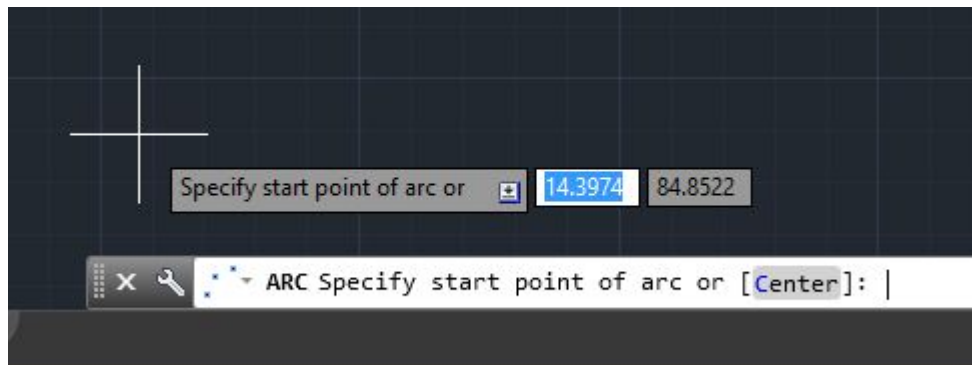 Specify start point of arc or 14.3974 84.8522
ARC Specify start point of arc or [Center]: